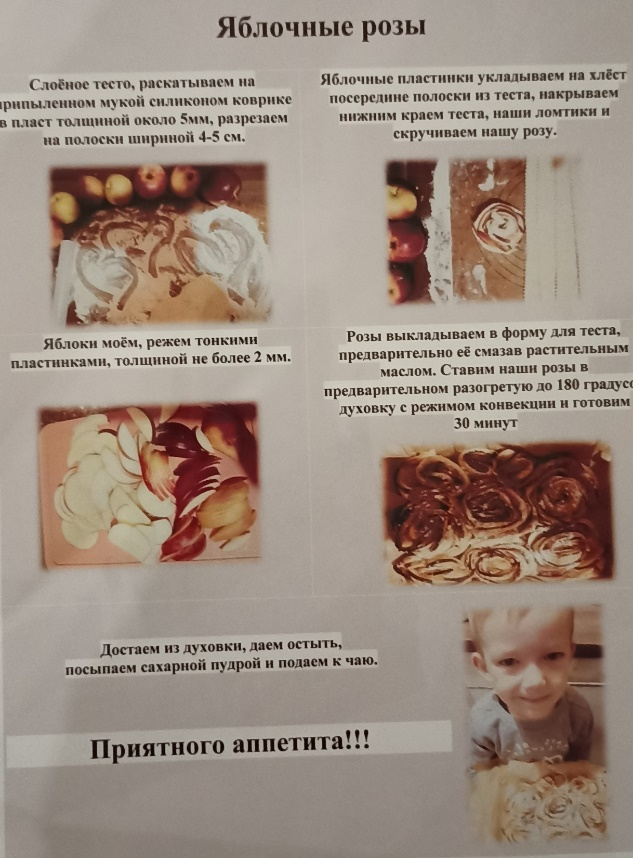 Яблочные розы
Слоёное тесто, раскатываем на
припыленном мукой силиконом коврике
в пласт толщиной около 5мм, разрезаем
на полоски шириной 4-5 см.
Яблочные пластинки укладываем на хлёст
посередине полоски из теста, накрываем
нижним краем теста, наши ломтики и
скручиваем нашу розу.
Яблоки моём, режем тонкими
пластинками, толщиной не более 2 мм.
Розы выкладываем в форму для теста,
предварительно её смазав растительным
маслом. Ставим наши розы в
предварительном разогретую до 180 градусо
духовку с режимом конвекции и готовим
30 минут
Достаем из духовки, даем остыть,
посыпаем сахарной пудрой и подаем к чаю.
Приятного аппетита!!!